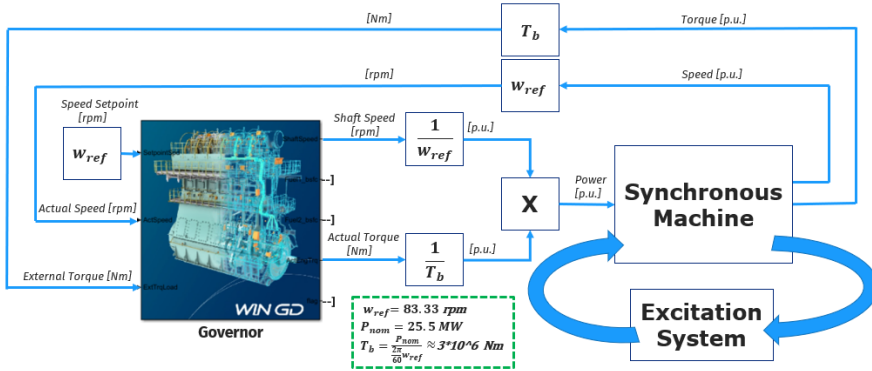 [Nm]
T_b
Torque [p.u.]
[rpm]
w_ref
Speed [p.u.]
Speed Setpoint
[rpm]
w_ref
Shaft Speed
[rpm]
1
w_ref
[p.u.]
Actual Speed [rpm]
Power
[p.u.]
X
Synchronous
Machine
Actual Torque
[Nm]
1
T_b
[p.u.]
External Torque [Nm]
WIN GD
Governor
w_ref = 83.33 rpm
P_nom = 25.5 MW
T_b = P_nom / (2π/60 w_ref) ≈ 3*10^6 Nm
Excitation
System